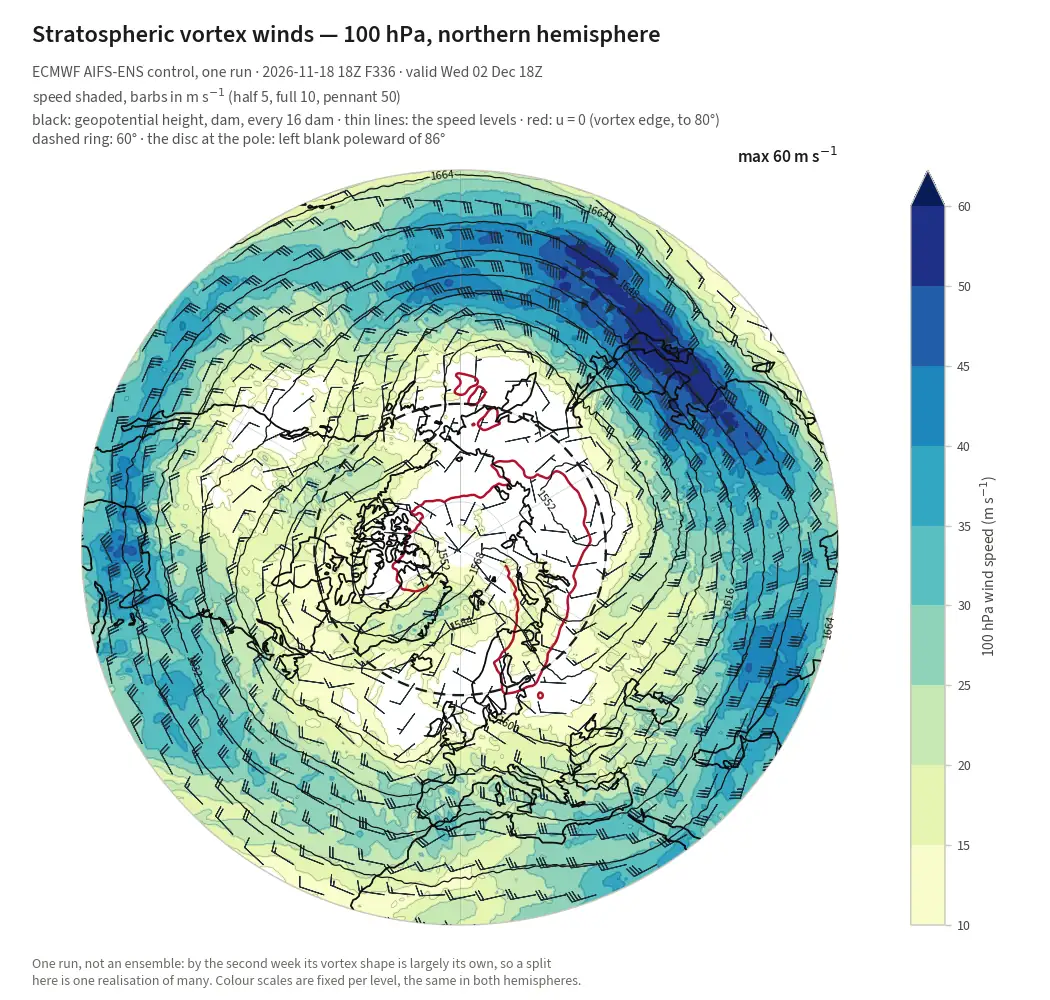 Stratospheric vortex winds — 100 hPa, northern hemisphere
ECMWF AIFS-ENS control, one run · 2026-11-18 18Z F336 · valid Wed 02 Dec 18Z
speed shaded, barbs in m s⁻¹ (half 5, full 10, pennant 50)
black: geopotential height, dam, every 16 dam · thin lines: the speed levels · red: u = 0 (vortex edge, to 80°)
dashed ring: 60° · the disc at the pole: left blank poleward of 86°
max 60 m s⁻¹
1664
1664
1648
1552
1552
1568
1616
1664
1600
60
50
45
40
35
30
25
20
15
10
100 hPa wind speed (m s⁻¹)
One run, not an ensemble: by the second week its vortex shape is largely its own, so a split
here is one realisation of many. Colour scales are fixed per level, the same in both hemispheres.